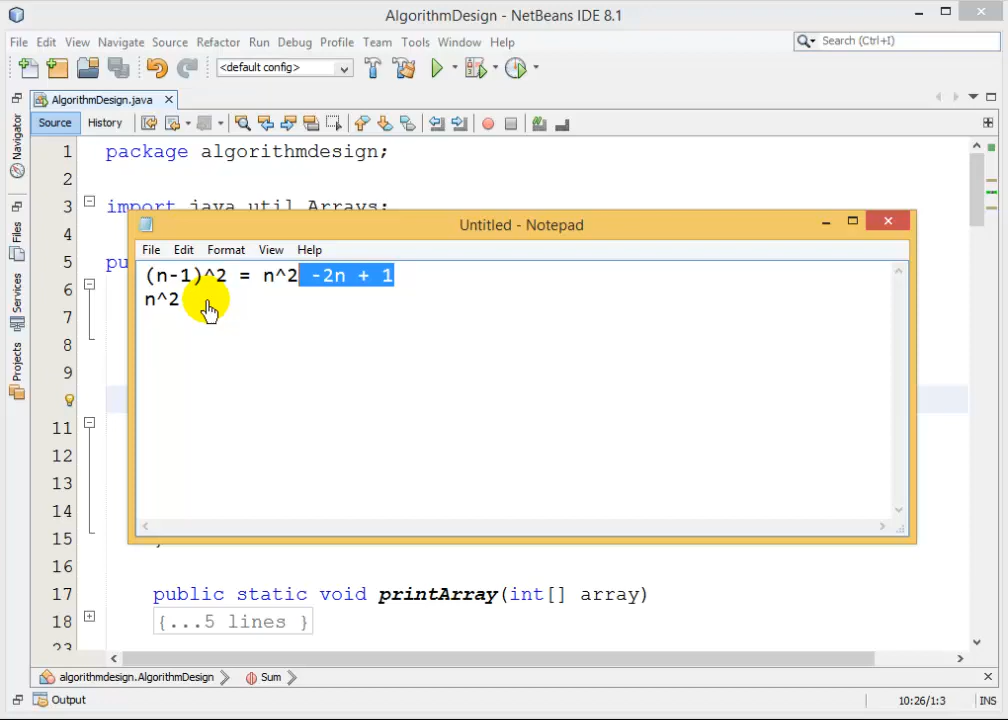 AlgorithmDesign - NetBeans IDE 8.1
File Edit View Navigate Source Refactor Run Debug Profile Team Tools Window Help
Search (Ctrl+I)
<default config>
AlgorithmDesign.java
Source History
Navigator
Files
Services
Projects
1 package algorithmdesign;
2
3 import java.util.Arrays;
4
5 pu
6
7
8
9
11
12
13
14
15
16
17 public static void printArray(int[] array)
18 {...5 lines }
23
Untitled - Notepad
File Edit Format View Help
(n-1)^2 = n^2 -2n + 1
n^2
algorithmdesign.AlgorithmDesign Sum
Output
10:26/1:3 INS